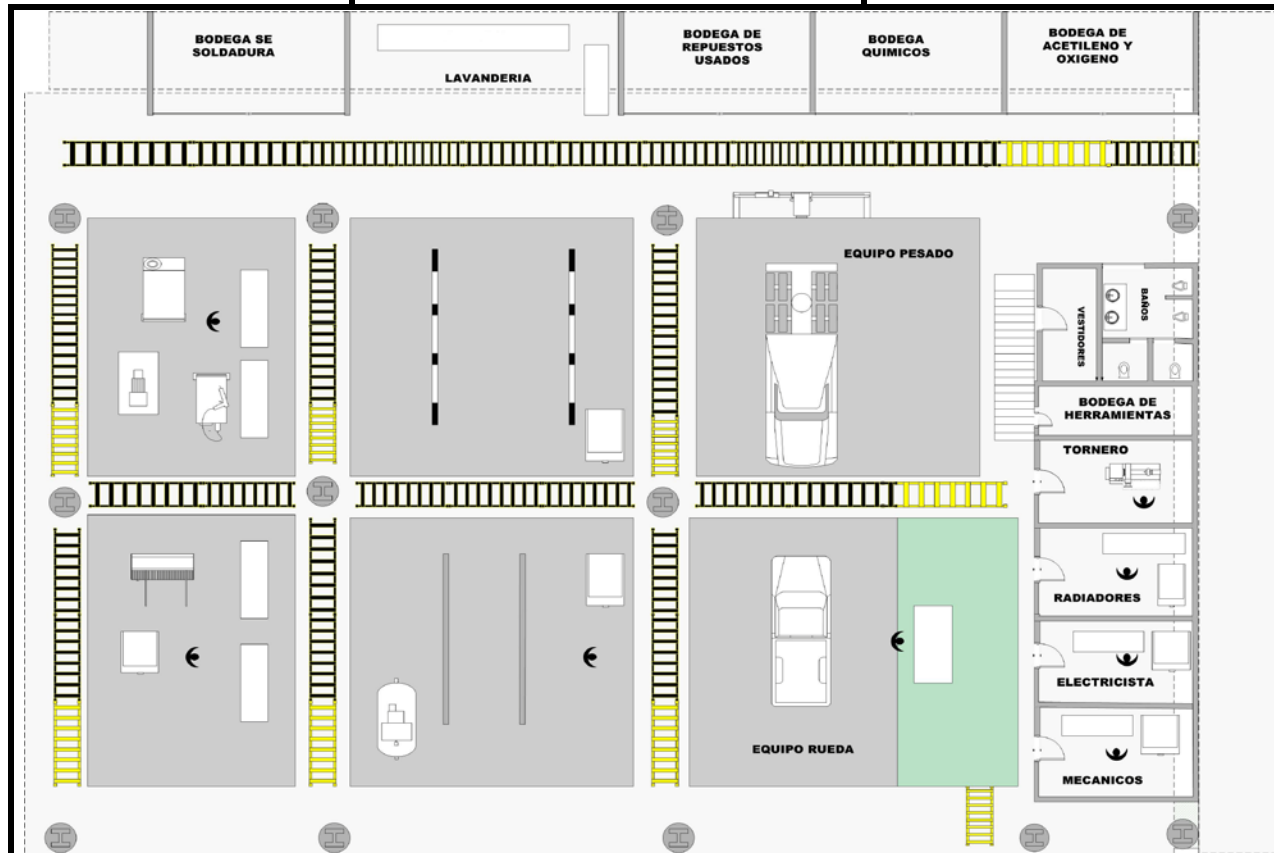 BODEGA SE
SOLDADURA
LAVANDERIA
BODEGA DE
REPUESTOS
USADOS
BODEGA
QUIMICOS
BODEGA DE
ACETILENO Y
OXIGENO
EQUIPO PESADO
VESTIDORES
BAÑOS
BODEGA DE
HERRAMIENTAS
TORNERO
RADIADORES
ELECTRICISTA
EQUIPO RUEDA
MECANICOS